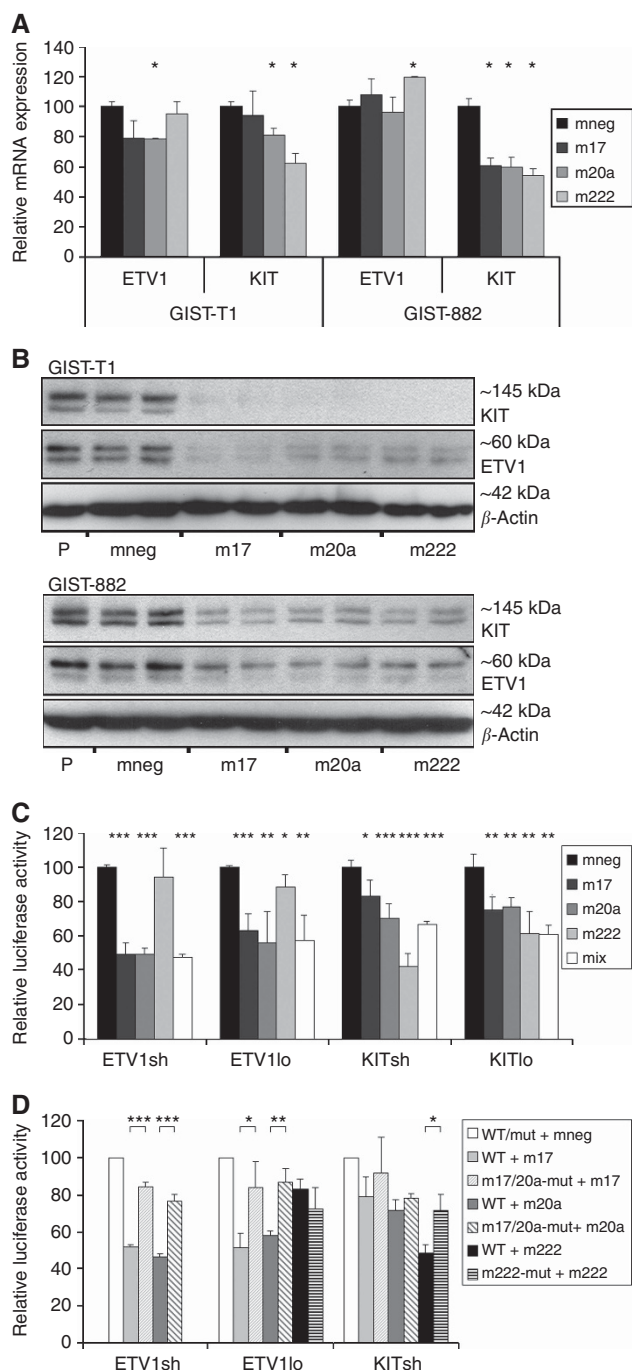 A
Relative mRNA expression
140
120
100
80
60
40
20
0
* * * * * * *
mneg
m17
m20a
m222
ETV1 KIT ETV1 KIT
GIST-T1 GIST-882
B
GIST-T1
~145 kDa
KIT
~60 kDa
ETV1
~42 kDa
β-Actin
P mneg m17 m20a m222
GIST-882
~145 kDa
KIT
~60 kDa
ETV1
~42 kDa
β-Actin
P mneg m17 m20a m222
C
Relative luciferase activity
120
100
80
60
40
20
0
*** *** *** *** ** * ** * *** *** *** ** ** ** **
mneg
m17
m20a
m222
mix
ETV1sh ETV1lo KITsh KITlo
D
Relative luciferase activity
120
100
80
60
40
20
0
*** *** * ** *
WT/mut + mneg
WT + m17
m17/20a-mut + m17
WT + m20a
m17/20a-mut+ m20a
WT + m222
m222-mut + m222
ETV1sh ETV1lo KITsh